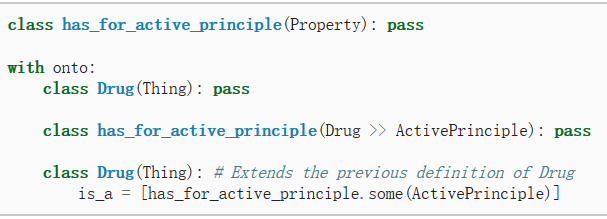 class has_for_active_principle(Property): pass
with onto:
    class Drug(Thing): pass
    class has_for_active_principle(Drug >> ActivePrinciple): pass
    class Drug(Thing): # Extends the previous definition of Drug
        is_a = [has_for_active_principle.some(ActivePrinciple)]